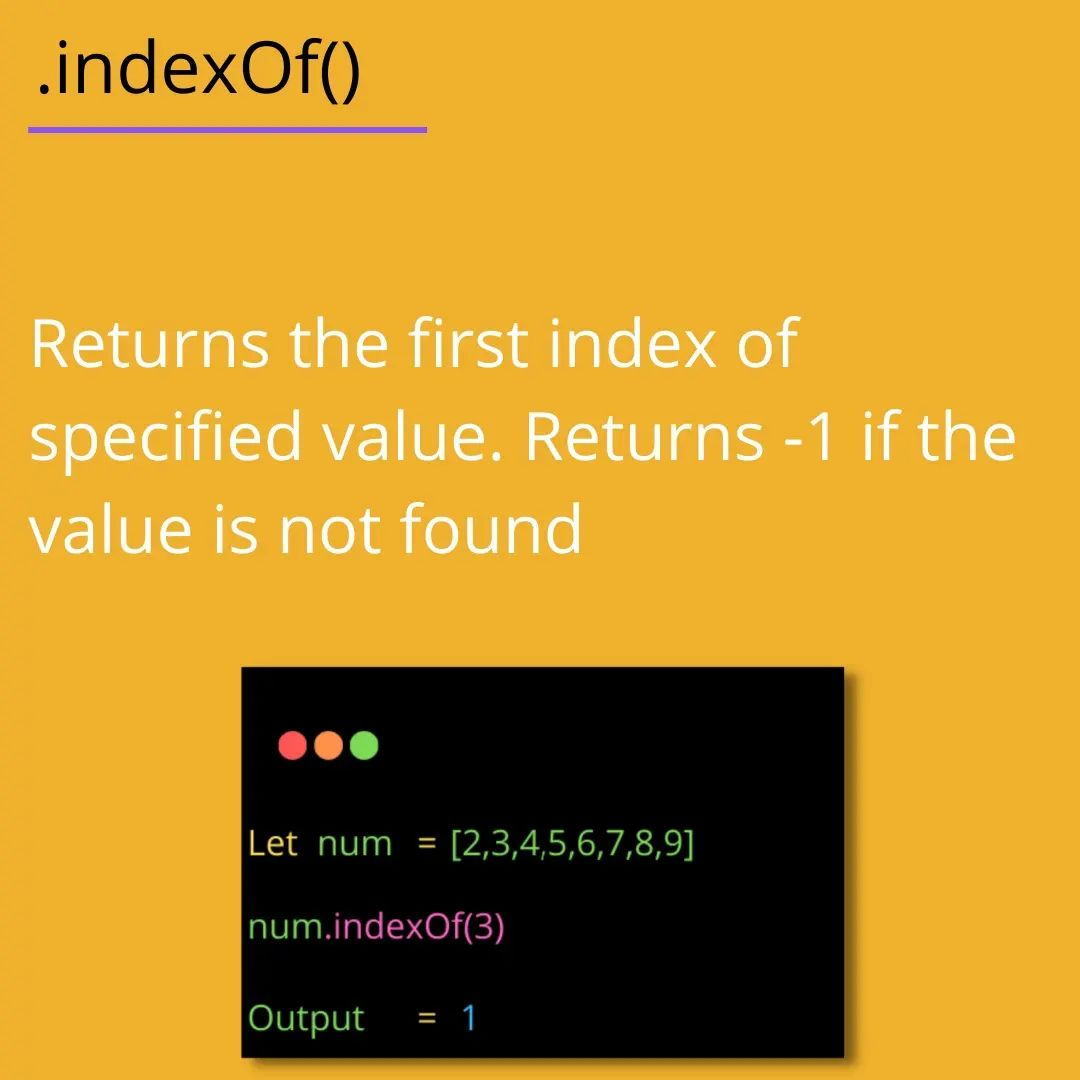 .indexOf()
Returns the first index of
specified value. Returns -1 if the
value is not found
Let num = [2,3,4,5,6,7,8,9]
num.indexOf(3)
Output = 1